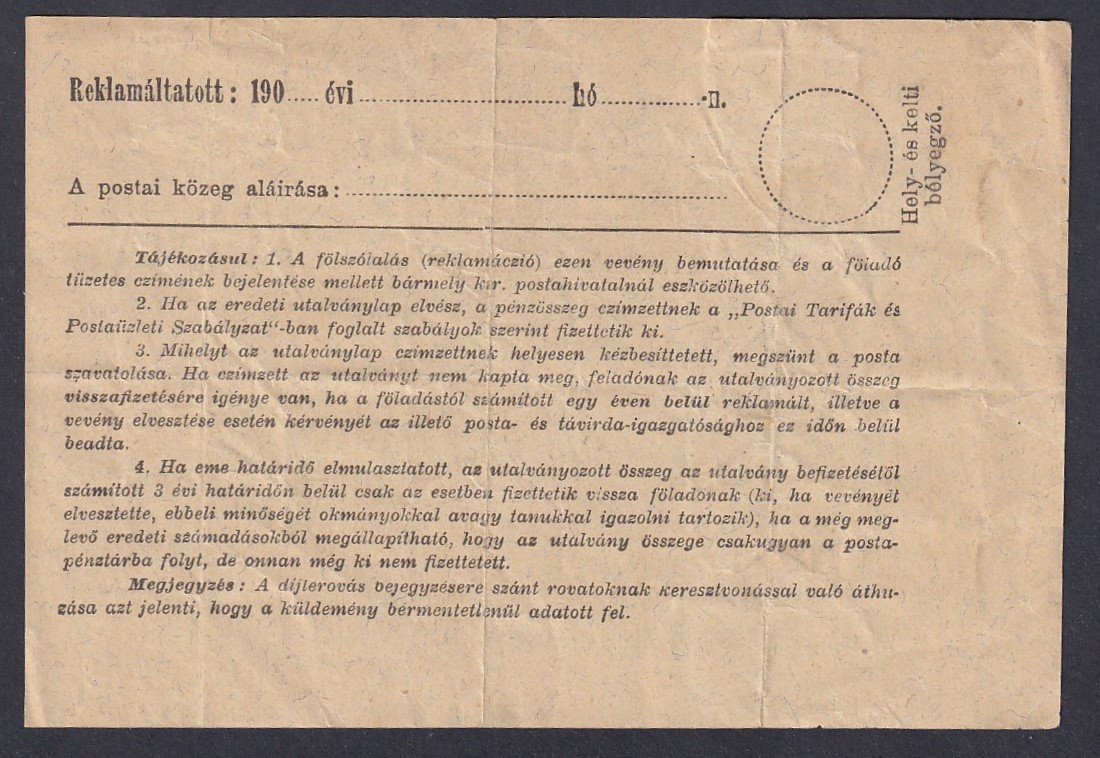 Reklamáltatott: 190..... évi .............................. hó ...............-n.
Hely- és kelti
bélyegző.
A postai közeg aláirása: ......................................................
Tájékozásul: 1. A fölszólalás (reklamáczió) ezen vevény bemutatása és a föladó
tüzetes czímének bejelentése mellett bármely kir. postahivatalnál eszközölhető.
2. Ha az eredeti utalványlap elvész, a pénzösszeg czímzettnek a „Postai Tarifák és
Postaüzleti Szabályzat“-ban foglalt szabályok szerint fizettetik ki.
3. Mihelyt az utalványlap czímzettnek helyesen kézbesíttetett, megszünt a posta
szavatolása. Ha czímzett az utalványt nem kapta meg, feladónak az utalványozott összeg
visszafizetésére igénye van, ha a föladástól számított egy éven belül reklamált, illetve a
vevény elvesztése esetén kérvényét az illető posta- és távirda-igazgatósághoz ez időn belül
beadta.
4. Ha eme határidő elmulasztatott, az utalványozott összeg az utalvány befizetésétől
számított 3 évi határidőn belül csak az esetben fizettetik vissza föladonak (ki, ha vevényét
elvesztette, ebbeli minőségét okmányokkal avagy tanukkal igazolni tartozik), ha a még meg-
levő eredeti számadásokból megállapítható, hogy az utalvány összege csakugyan a posta-
pénztárba folyt, de onnan még ki nem fizettetett.
Megjegyzés: A díjlerovás bejegyzésere szánt rovatoknak keresztvonással való áthu-
zása azt jelenti, hogy a küldemény bérmentetlenül adatott fel.